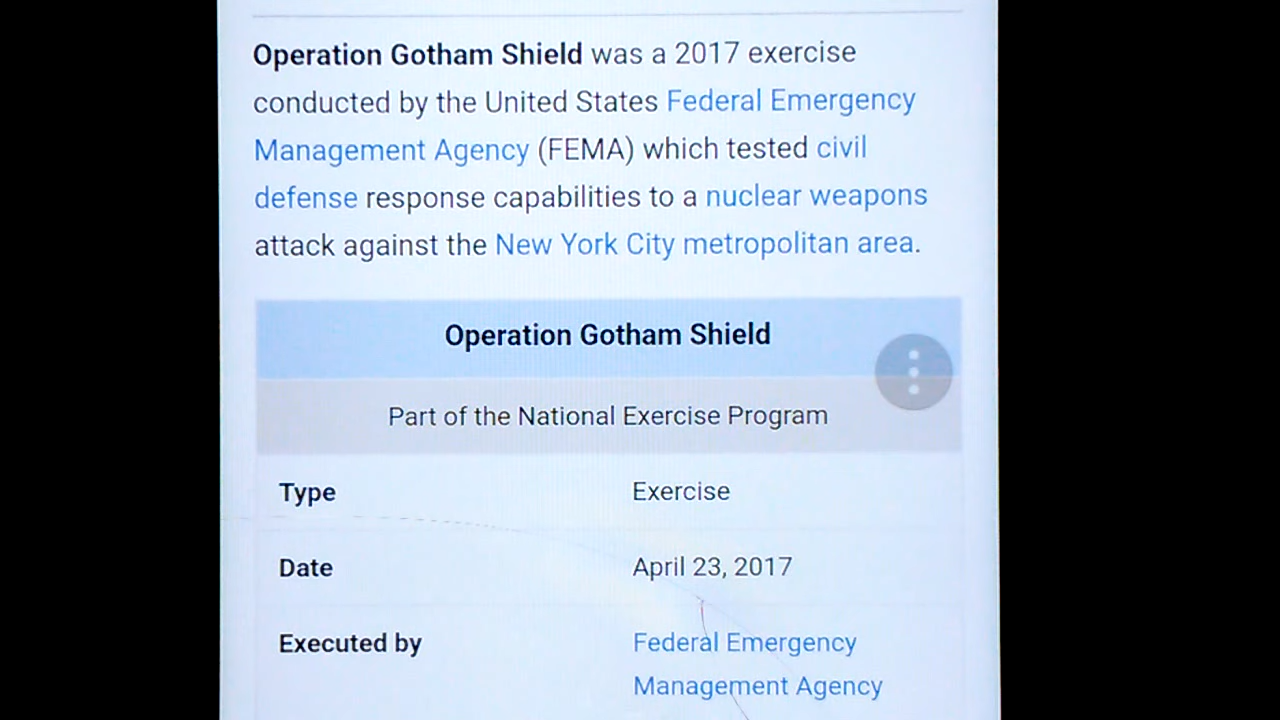 Operation Gotham Shield was a 2017 exercise
conducted by the United States Federal Emergency
Management Agency (FEMA) which tested civil
defense response capabilities to a nuclear weapons
attack against the New York City metropolitan area.
Operation Gotham Shield
Part of the National Exercise Program
Type Exercise
Date April 23, 2017
Executed by Federal Emergency
Management Agency